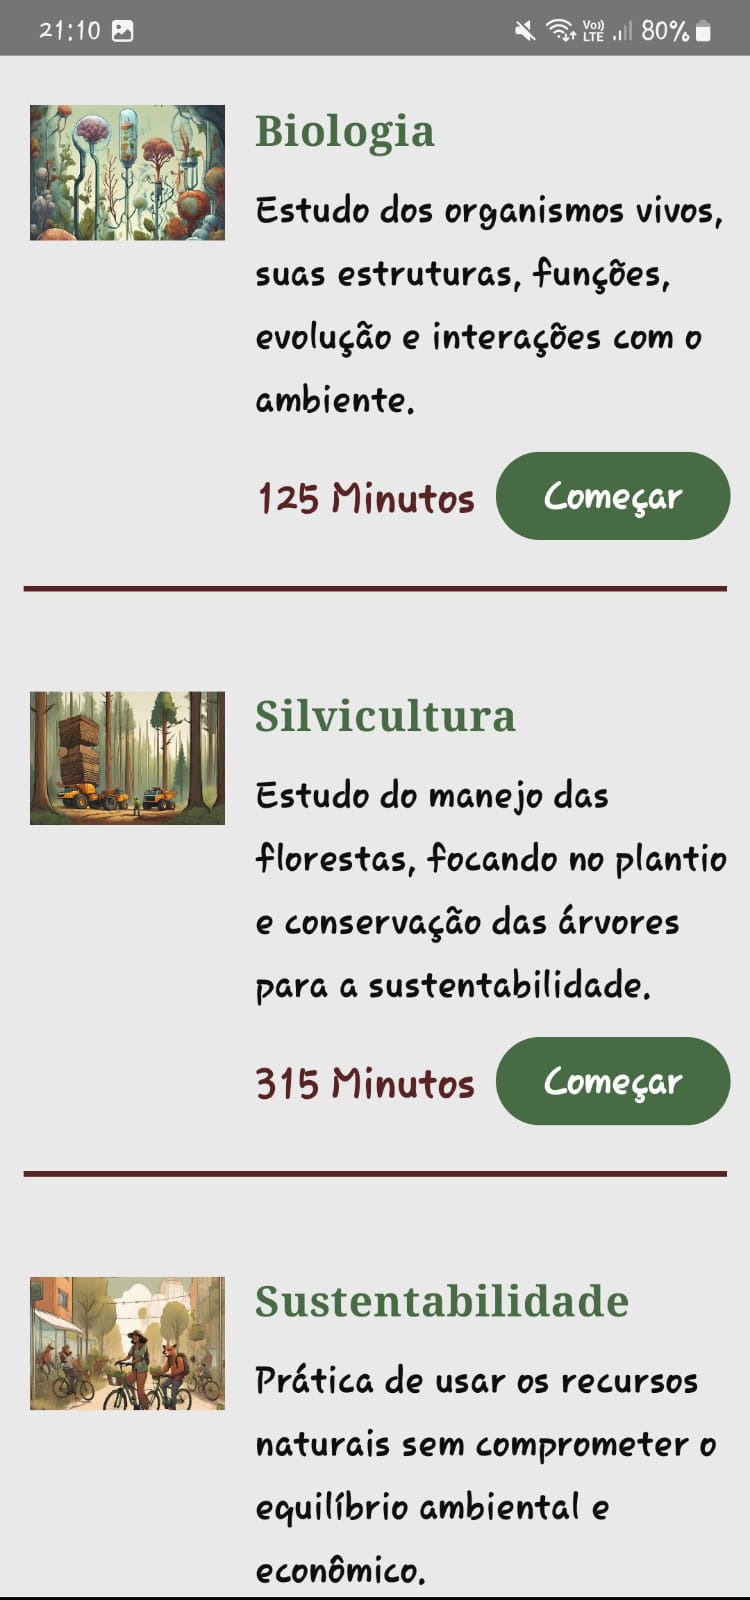 21:10 Vo)) LTE 80%
Biologia
Estudo dos organismos vivos,
suas estruturas, funções,
evolução e interações com o
ambiente.
125 Minutos Começar
Silvicultura
Estudo do manejo das
florestas, focando no plantio
e conservação das árvores
para a sustentabilidade.
315 Minutos Começar
Sustentabilidade
Prática de usar os recursos
naturais sem comprometer o
equilíbrio ambiental e
econômico.